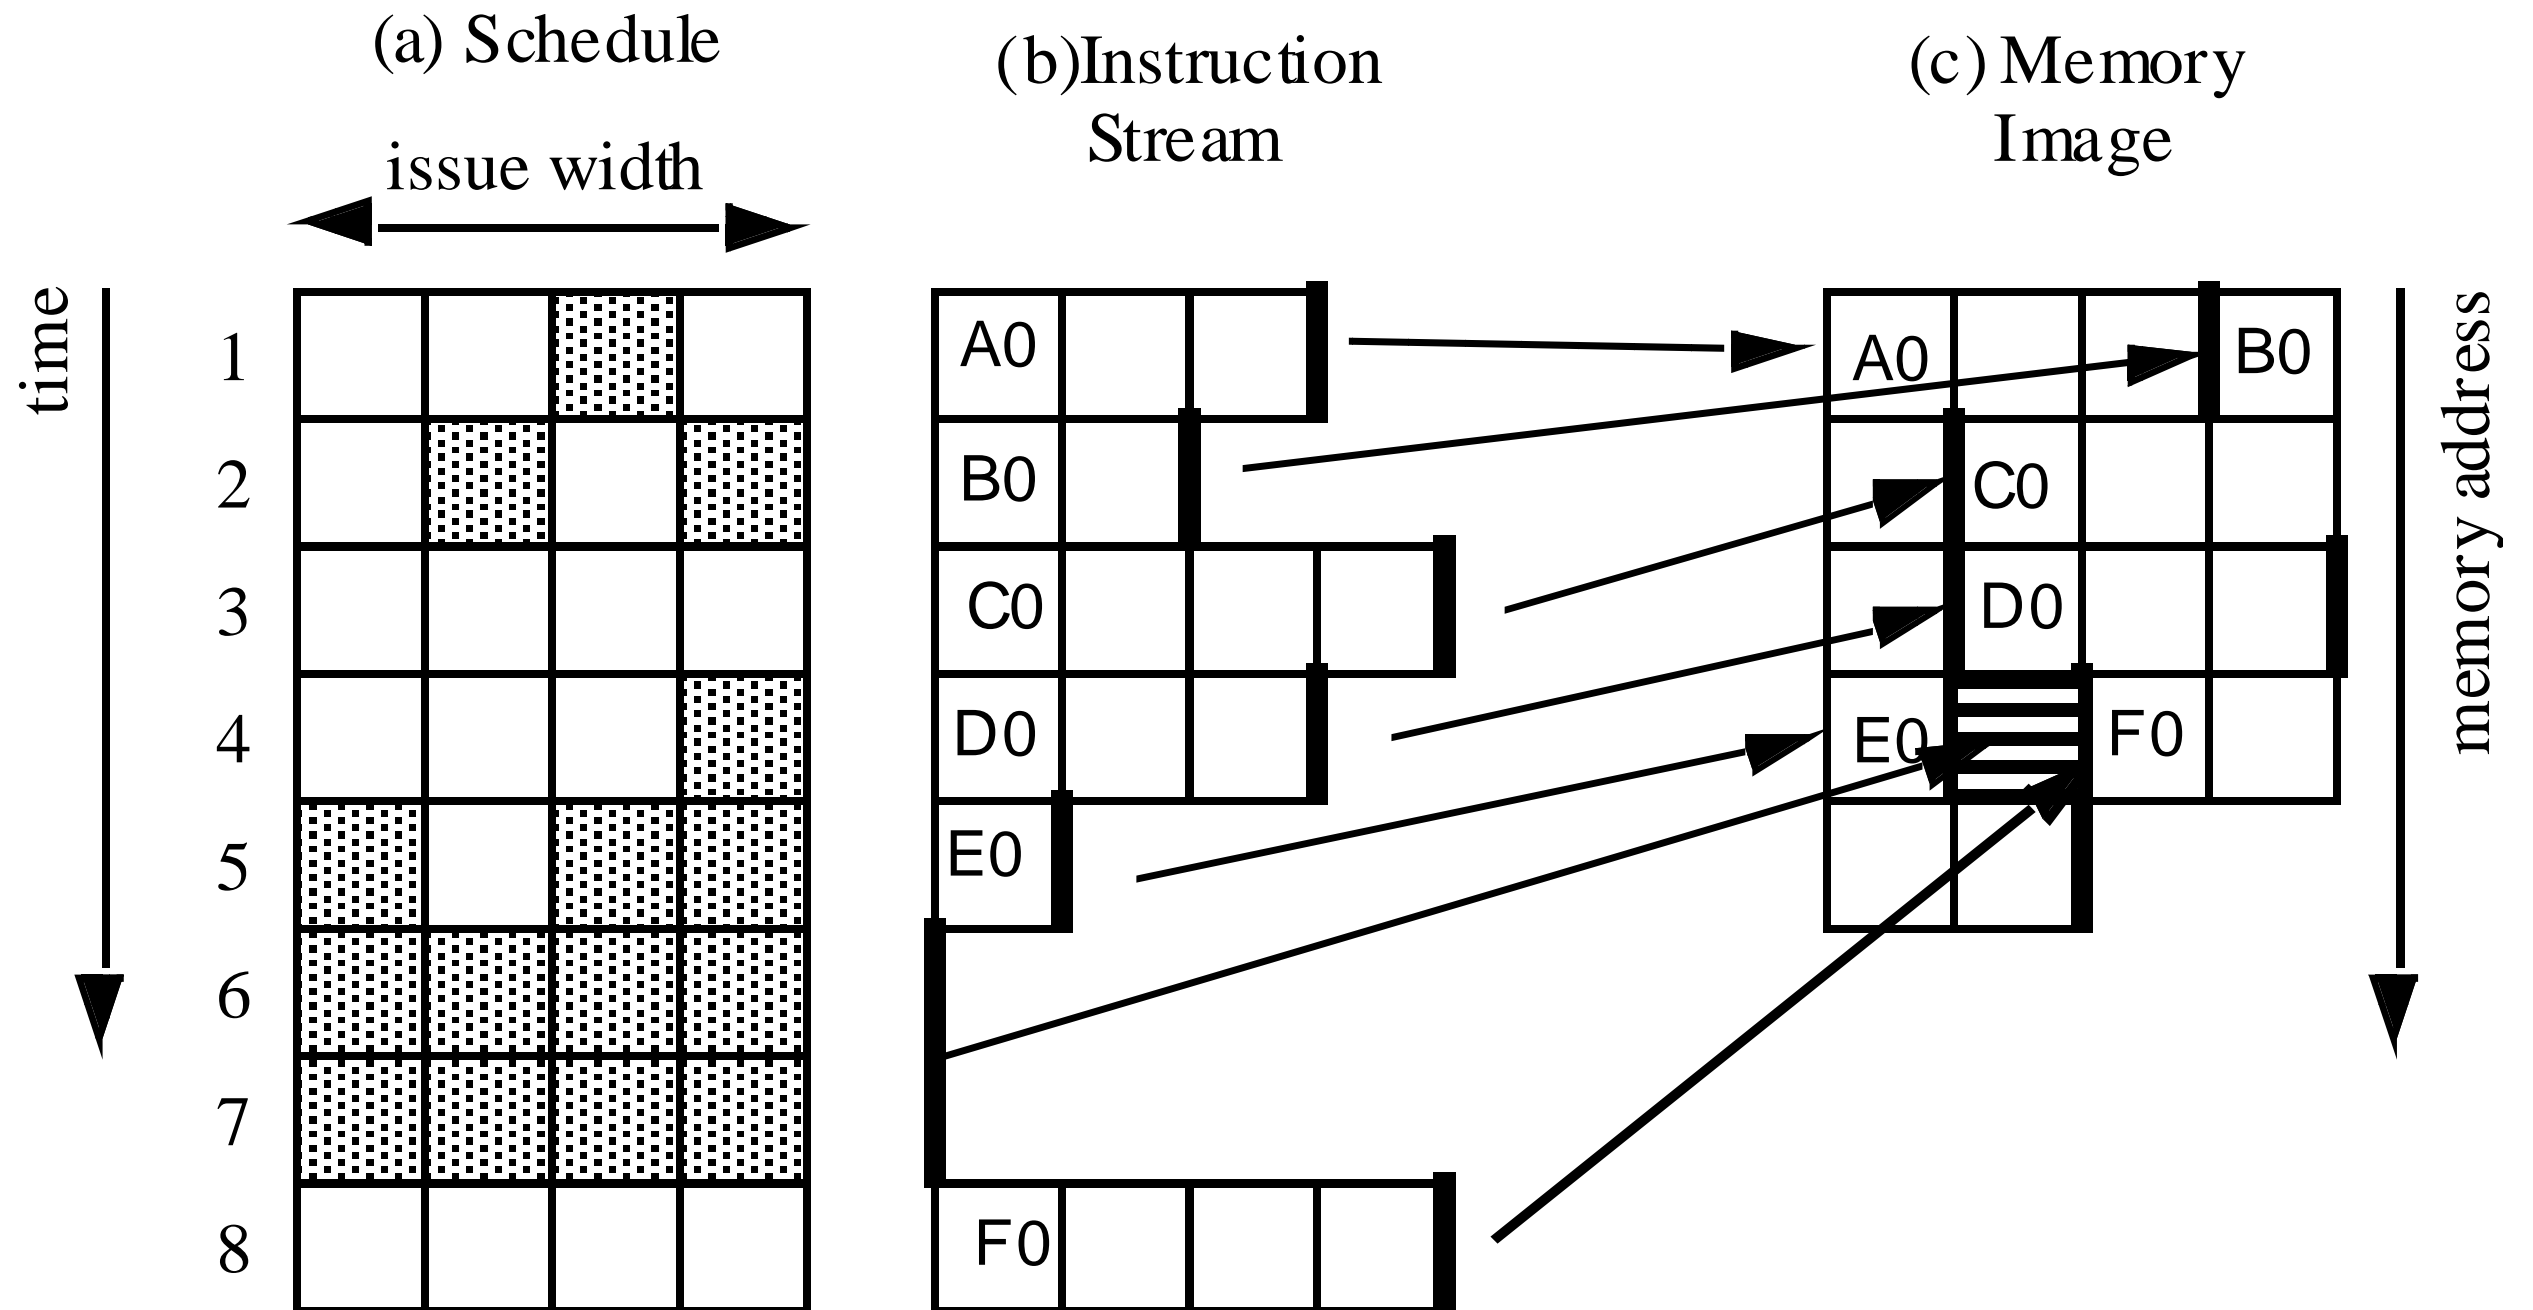 (a) Schedule
(b)Instruction
Stream
(c) Memory
Image
issue width
time
memory address
1
2
3
4
5
6
7
8
A0
B0
C0
D0
E0
F0
A0
B0
C0
D0
E0
F0